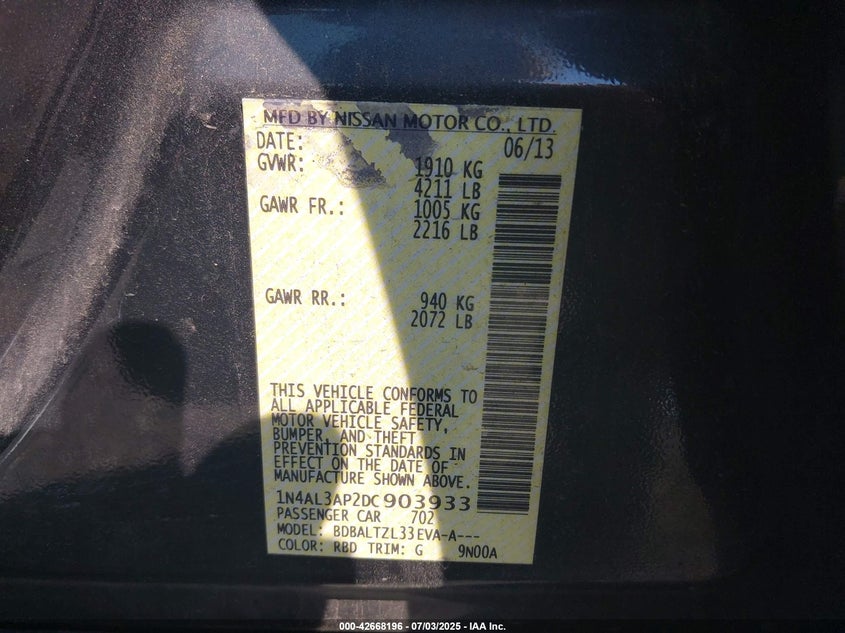 MFD BY NISSAN MOTOR CO., LTD.
DATE: 06/13
GVWR: 1910 KG
4211 LB
GAWR FR.: 1005 KG
2216 LB
GAWR RR.: 940 KG
2072 LB
THIS VEHICLE CONFORMS TO
ALL APPLICABLE FEDERAL
MOTOR VEHICLE SAFETY,
BUMPER, AND THEFT
PREVENTION STANDARDS IN
EFFECT ON THE DATE OF
MANUFACTURE SHOWN ABOVE.
1N4AL3AP2DC903933
PASSENGER CAR 702
MODEL: BDBALTZL33EVA-A---
COLOR: RBD TRIM: G 9N00A
000-42668196 - 07/03/2025 - IAA Inc.